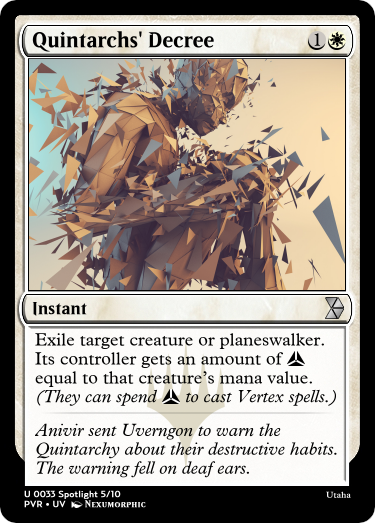 Quintarchs' Decree 1
Instant
Exile target creature or planeswalker.
Its controller gets an amount of
equal to that creature's mana value.
(They can spend to cast Vertex spells.)
Anivir sent Uverngon to warn the
Quintarchy about their destructive habits.
The warning fell on deaf ears.
U 0033 Spotlight 5/10
PVR • UV Nexumorphic
Utaha